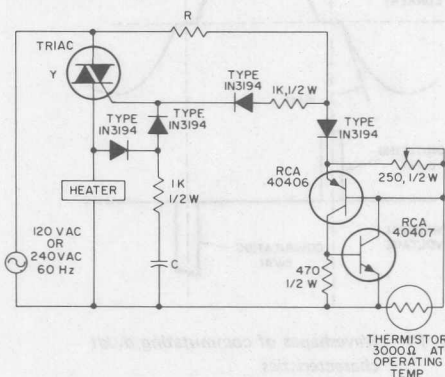 R
TRIAC
Y
TYPE
IN3194
1K,1/2 W
TYPE
IN3194
TYPE
IN3194
TYPE
IN3194
250, 1/2 W
RCA
40406
HEATER
1K
1/2 W
RCA
40407
120 VAC
OR
240VAC
60 Hz
C
470
1/2 W
THERMISTOR
3000Ω AT
OPERATING
TEMP